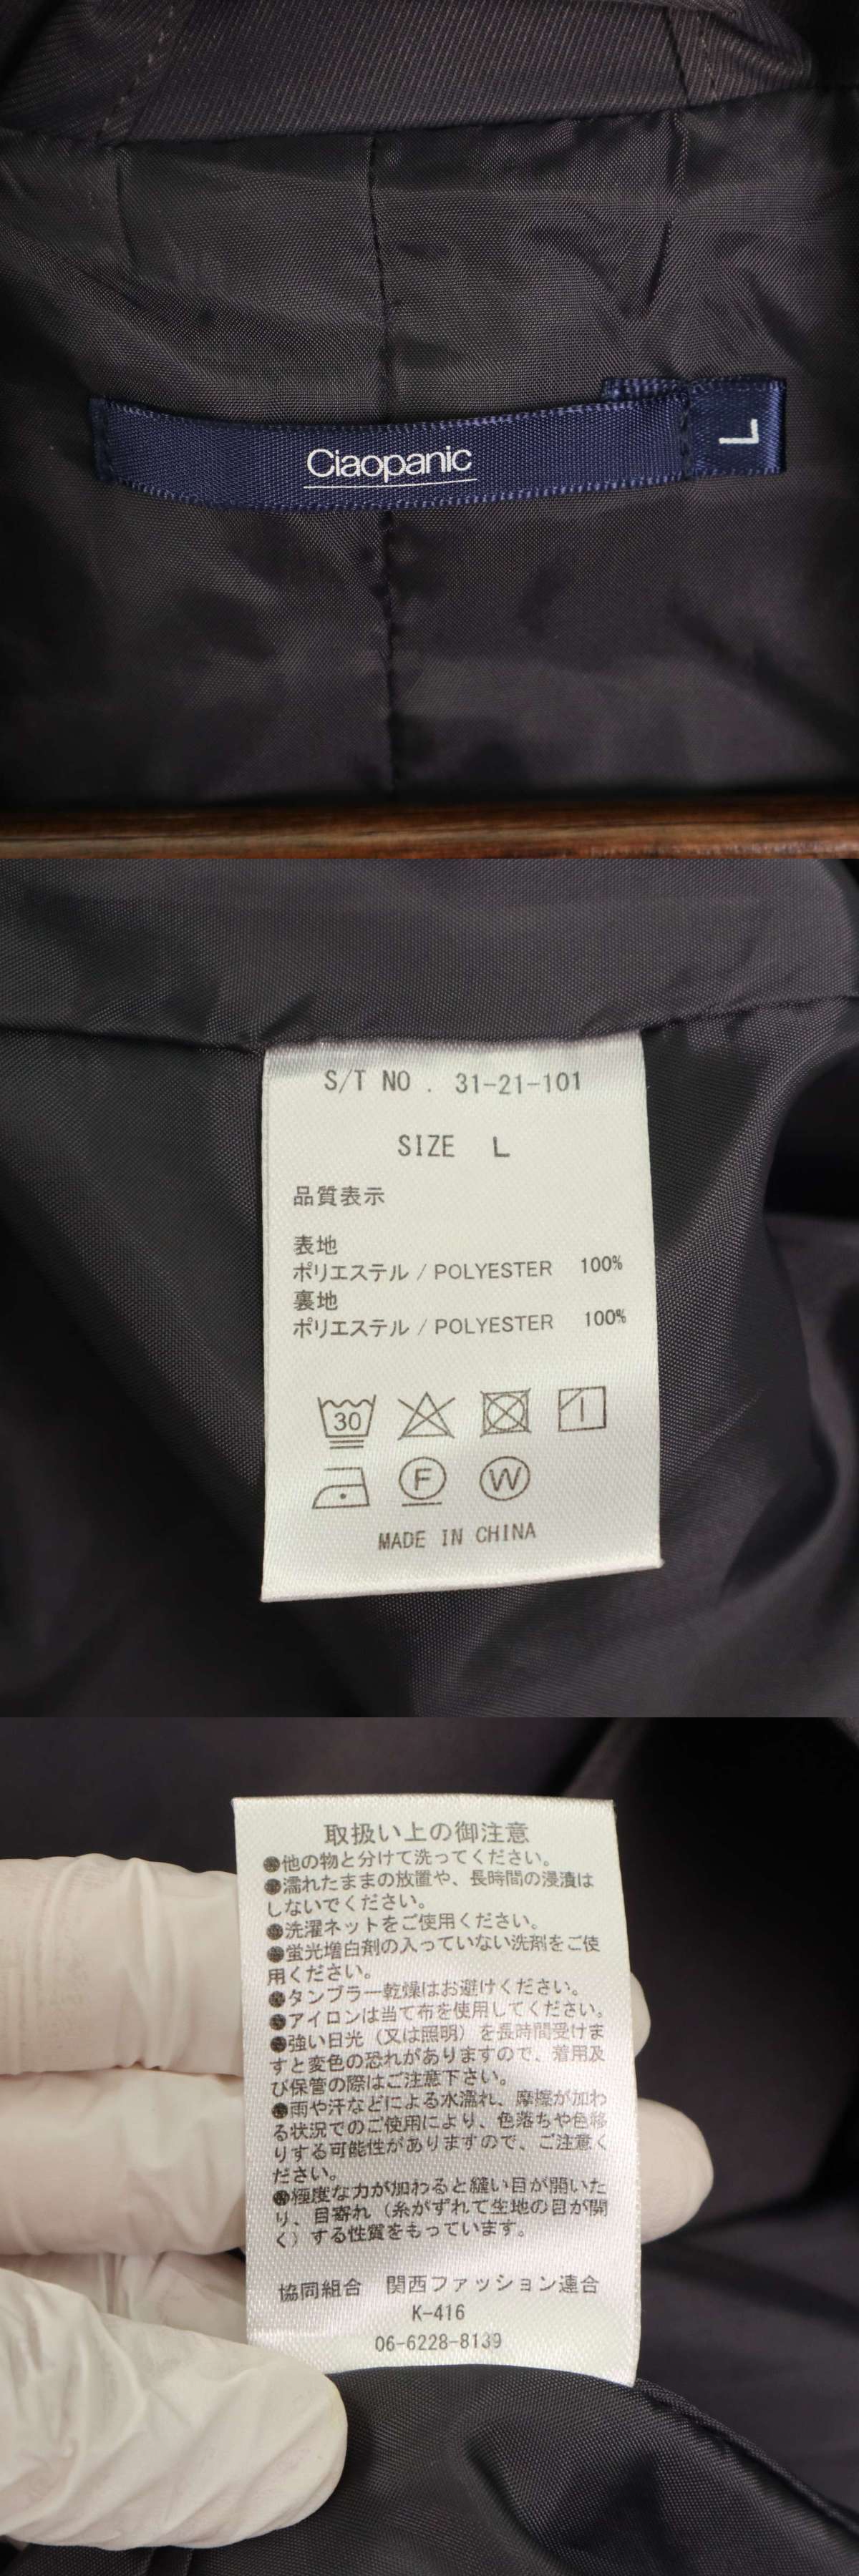 Ciaopanic
L
S/T NO . 31-21-101
SIZE L
品質表示
表地
ポリエステル / POLYESTER 100%
裏地
ポリエステル / POLYESTER 100%
30
F
W
MADE IN CHINA
取扱い上の御注意
●他の物と分けて洗ってください。
●濡れたままの放置や、長時間の浸漬は
しないでください。
●洗濯ネットをご使用ください。
●蛍光増白剤の入っていない洗剤をご使
用ください。
●タンブラー乾燥はお避けください。
●アイロンは当て布を使用してください。
●強い日光（又は照明）を長時間受けま
すと変色の恐れがありますので、着用及
び保管の際はご注意下さい。
●雨や汗などによる水濡れ、摩擦が加わ
る状況でのご使用により、色落ちや色移
りする可能性がありますので、ご注意く
ださい。
●極度な力が加わると縫い目が開いた
り、目寄れ（糸がずれて生地の目が開
く）する性質をもっています。
協同組合 関西ファッション連合
K-416
06-6228-8139